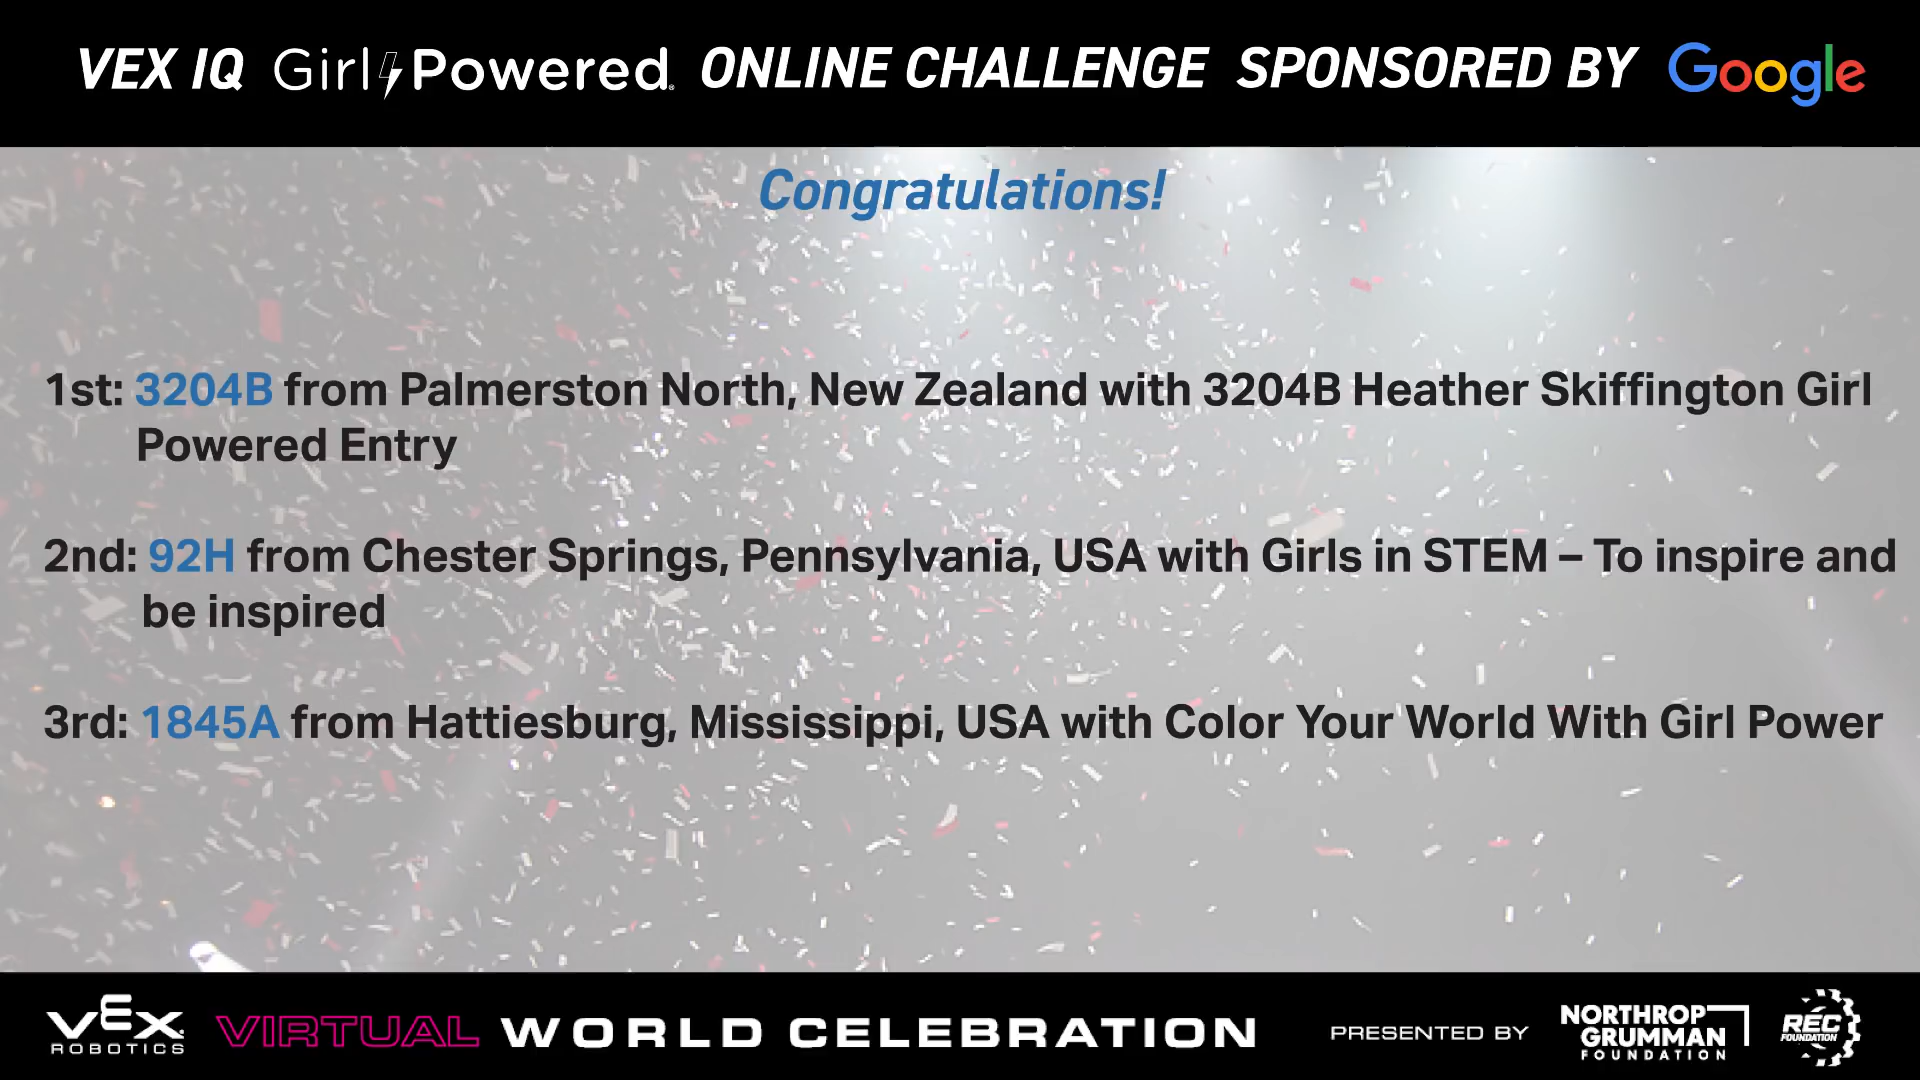 VEX IQ Girl Powered ONLINE CHALLENGE SPONSORED BY Google
Congratulations!
1st: 3204B from Palmerston North, New Zealand with 3204B Heather Skiffington Girl
Powered Entry
2nd: 92H from Chester Springs, Pennsylvania, USA with Girls in STEM – To inspire and
be inspired
3rd: 1845A from Hattiesburg, Mississippi, USA with Color Your World With Girl Power
VEX ROBOTICS VIRTUAL WORLD CELEBRATION PRESENTED BY NORTHROP GRUMMAN FOUNDATION REC FOUNDATION